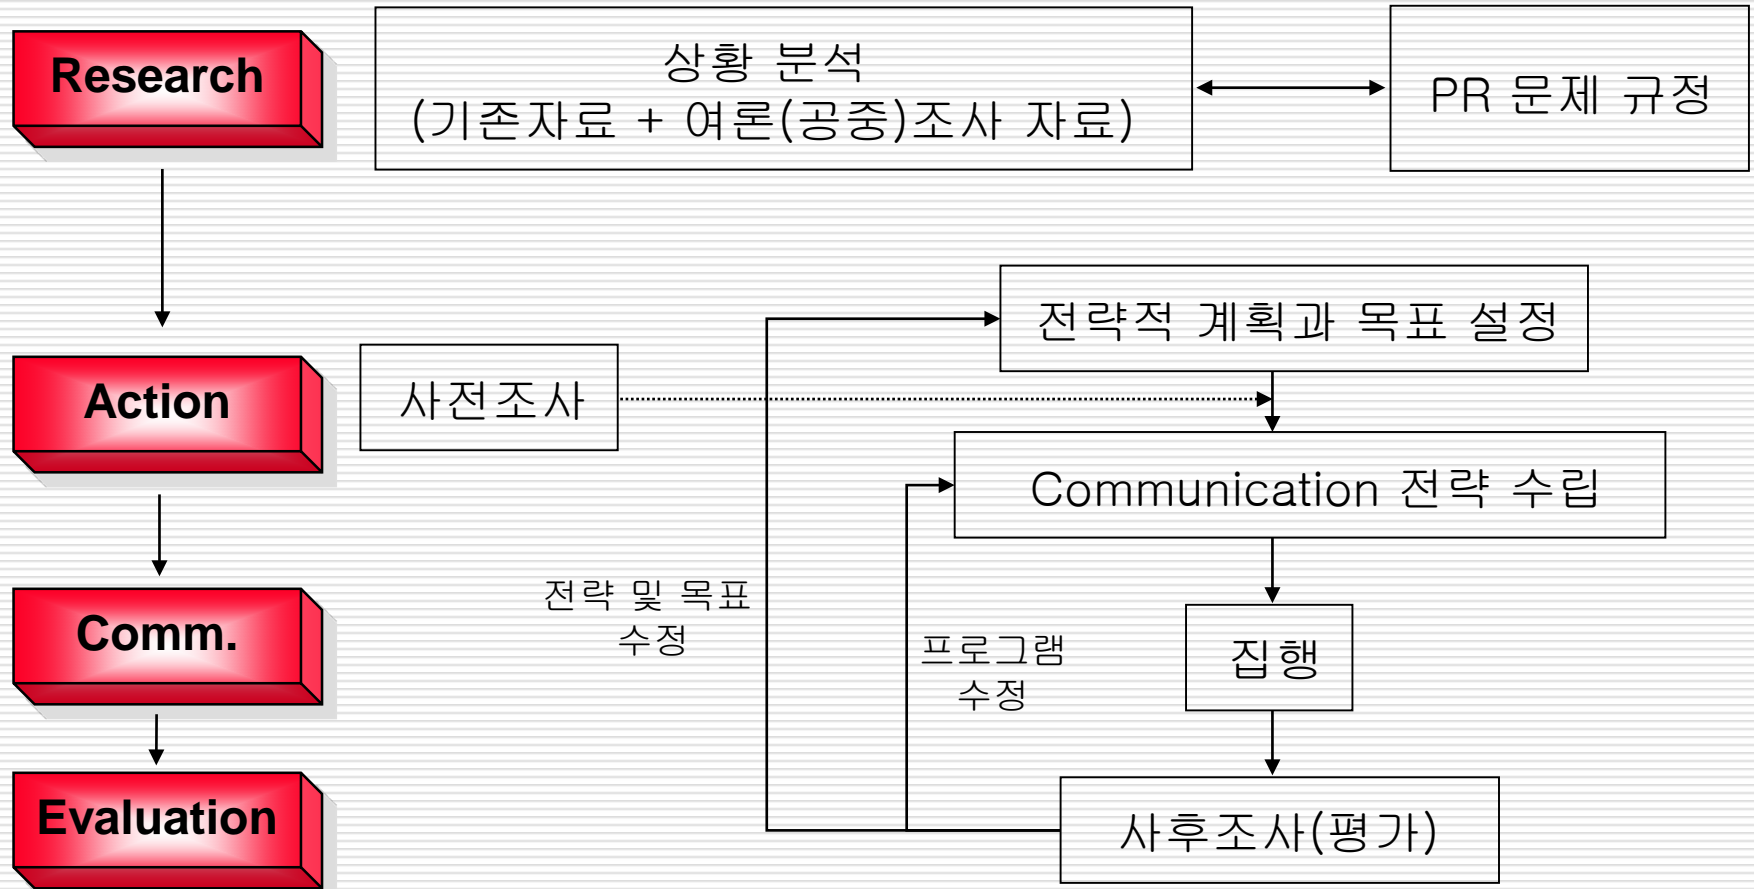 Research
상황 분석
(기존자료 + 여론(공중)조사 자료)
PR 문제 규정
전략적 계획과 목표 설정
Action
사전조사
Communication 전략 수립
전략 및 목표
수정
Comm.
프로그램
수정
집행
Evaluation
사후조사(평가)